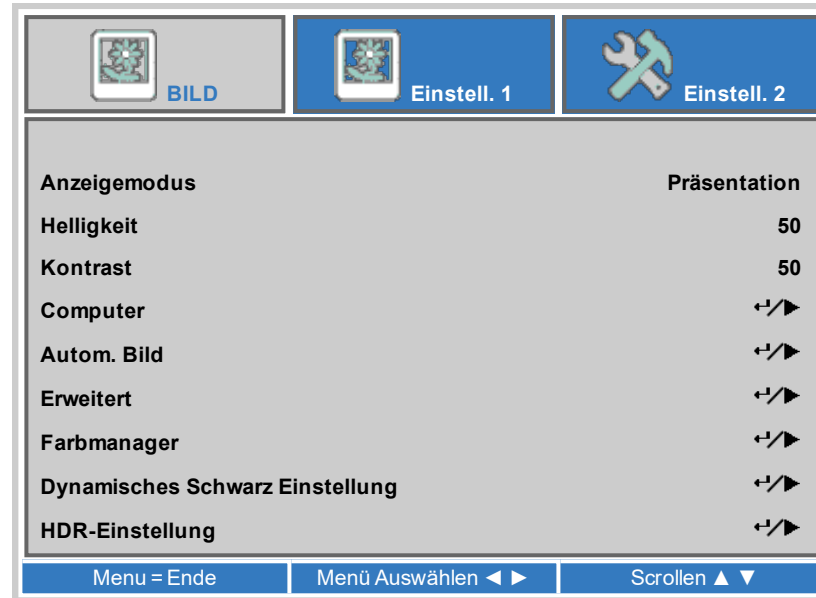 BILD Einstell. 1 Einstell. 2
Anzeigemodus Präsentation
Helligkeit 50
Kontrast 50
Computer ↵/►
Autom. Bild ↵/►
Erweitert ↵/►
Farbmanager ↵/►
Dynamisches Schwarz Einstellung ↵/►
HDR-Einstellung ↵/►
Menu = Ende Menü Auswählen ◄ ► Scrollen ▲ ▼